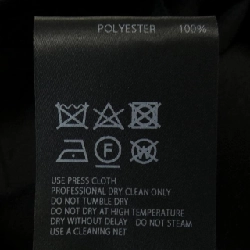 POLYESTER 100%
F W
USE PRESS CLOTH
PROFESSIONAL DRY CLEAN ONLY
DO NOT TUMBLE DRY
DO NOT DRY AT HIGH TEMPERATURE
DRY WITHOUT DELAY DO NOT STEAM
USE A CLEANING NET